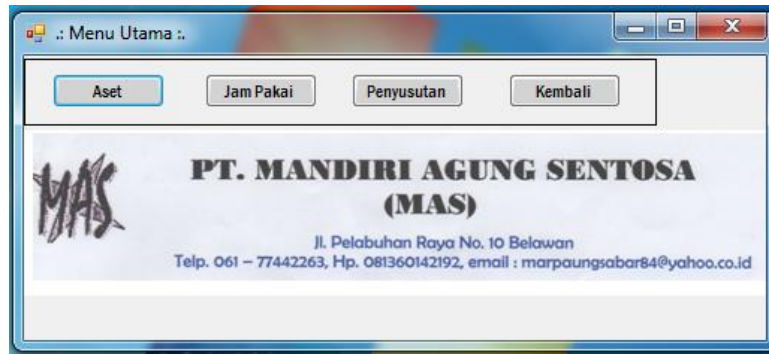 .: Menu Utama :.
Aset Jam Pakai Penyusutan Kembali
MAS
PT. MANDIRI AGUNG SENTOSA
(MAS)
Jl. Pelabuhan Raya No. 10 Belawan
Telp. 061 – 77442263, Hp. 081360142192, email : marpaungsabar84@yahoo.co.id